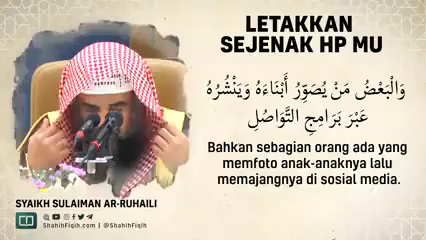 LETAKKAN
SEJENAK HP MU
وَالْبَعْضُ مَنْ يُصَوِّرُ أَبْنَاءَهُ وَيَنْشُرُهُ
عَبْرَ بَرَامِجِ التَّوَاصُلِ
Bahkan sebagian orang ada yang
memfoto anak-anaknya lalu
memajangnya di sosial media.
SYAIKH SULAIMAN AR-RUHAILI
ShahihFiqih.com | @ShahihFiqih